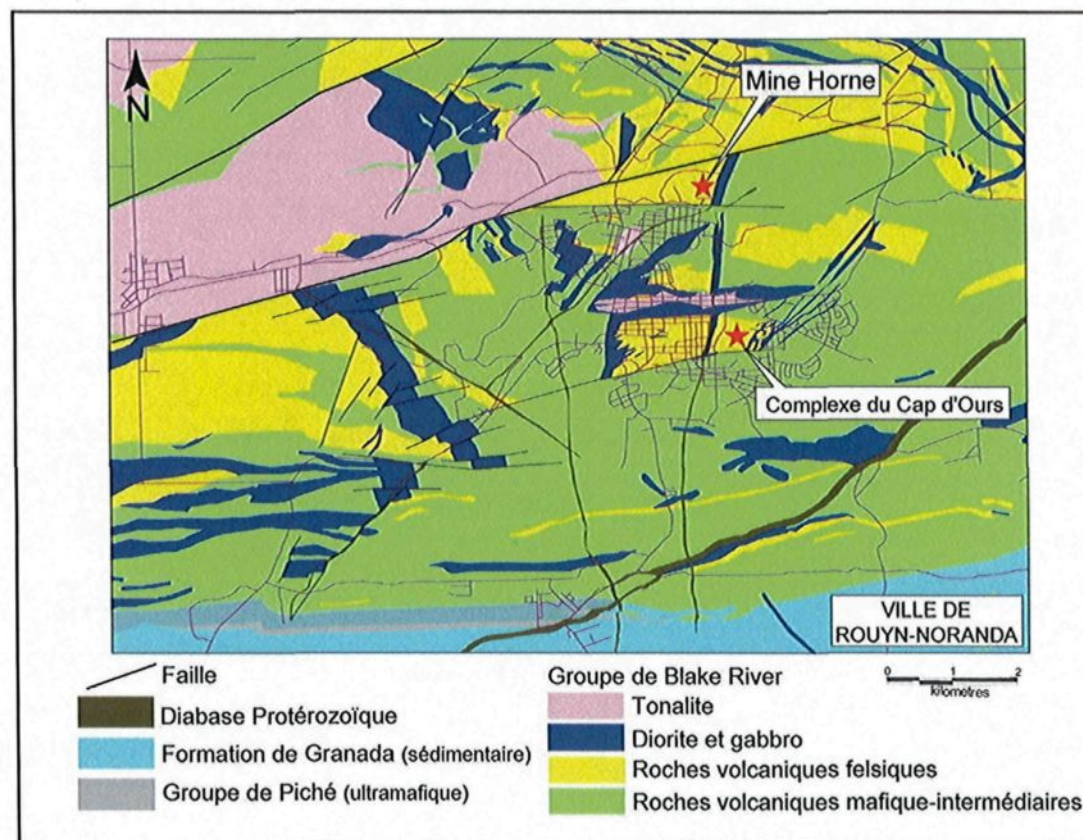 N
Mine Horne
Complexe du Cap d'Ours
VILLE DE
ROUYN-NORANDA
0 1 2
kilomètres
Faille
Diabase Protérozoïque
Formation de Granada (sédimentaire)
Groupe de Piché (ultramafique)
Groupe de Blake River
Tonalite
Diorite et gabbro
Roches volcaniques felsiques
Roches volcaniques mafique-intermédiaires